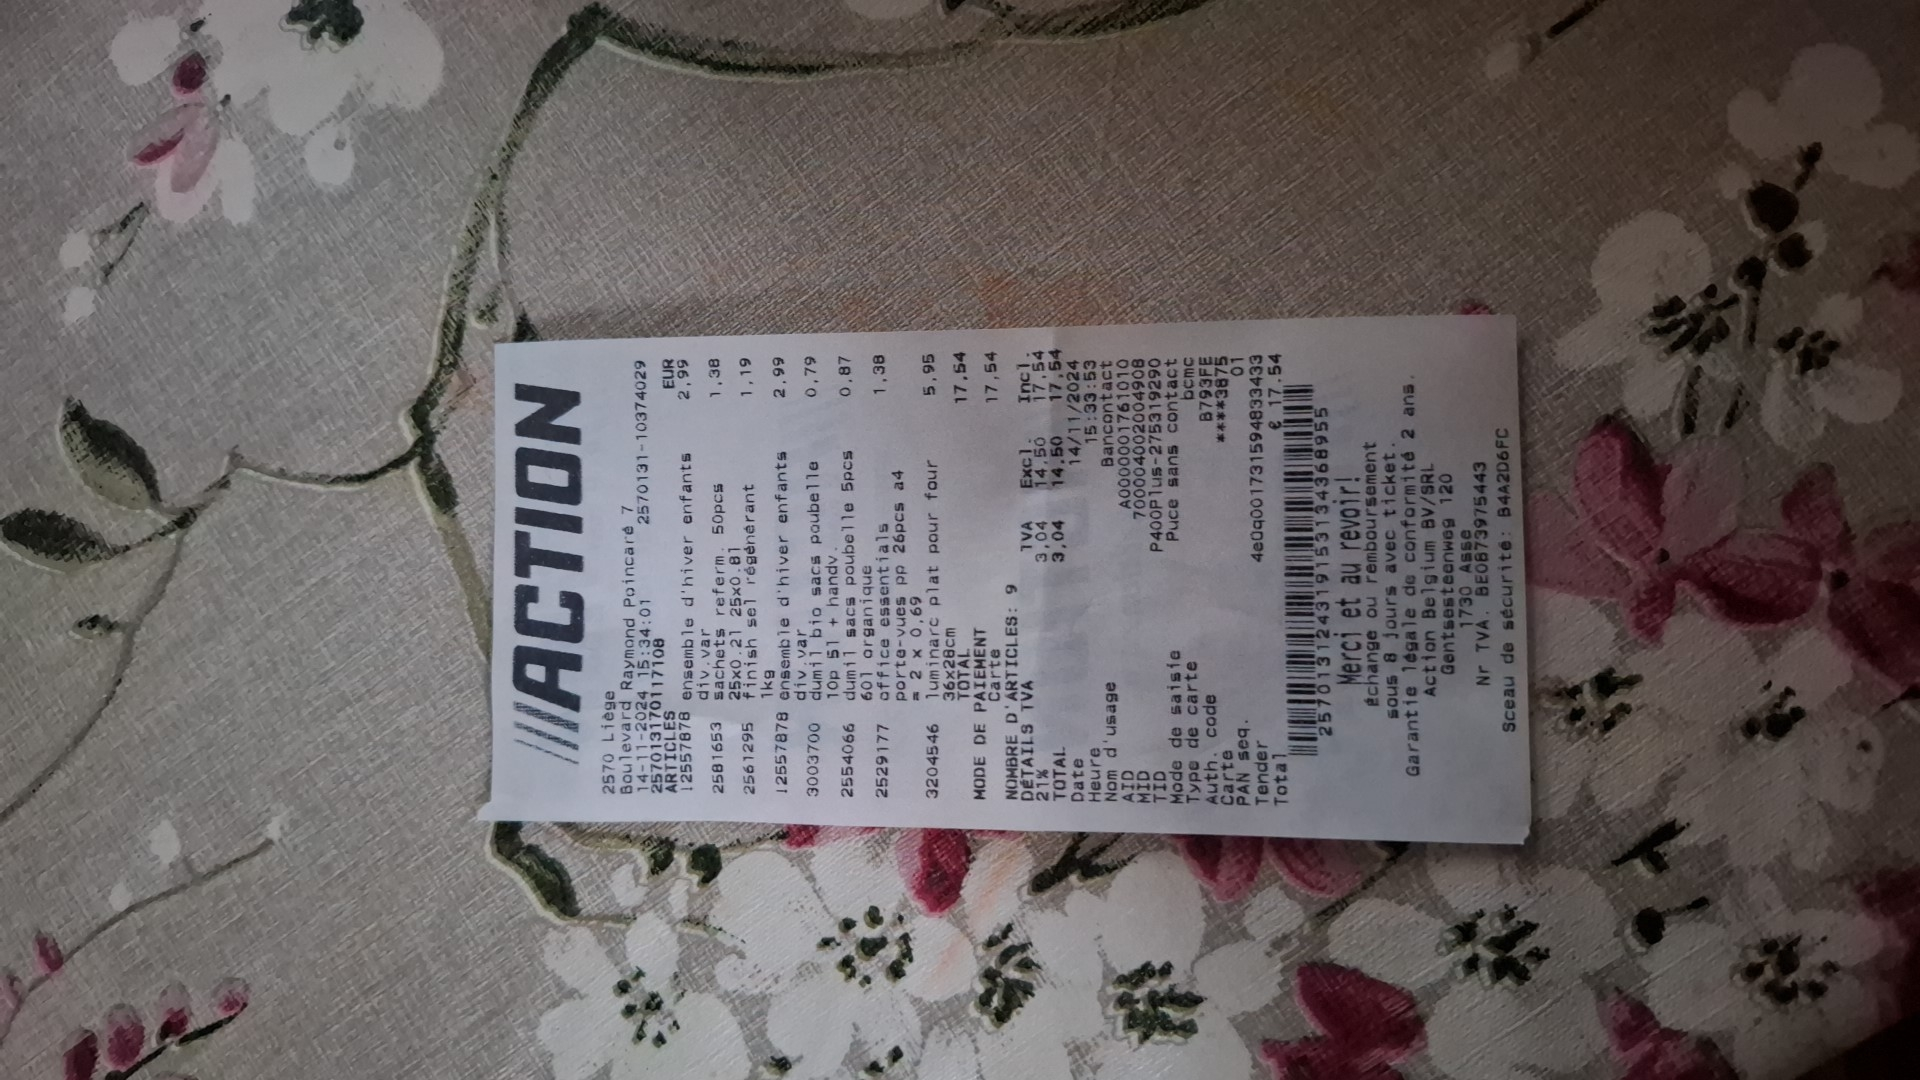 ACTION
2570 Liège
Boulevard Raymond Poincaré 7
14-11-2024 15:34:01 2570131-10374029
2570131701 17108
ARTICLES EUR
12557878 ensemble d'hiver enfants 2,99
div.var
2581653 sachets referm. 50pcs 1,38
25x0.2l 25x0.8l
2561295 finish sel régénérant 1,19
1kg
12557878 ensemble d'hiver enfants 2,99
div.var
3003700 dumil bio sacs poubelle 0,79
10p 5l + handv.
2554066 dumil sacs poubelle 5pcs 0,87
60l organique
2529177 office essentials 1,38
porte-vues pp 26pcs a4
= 2 x 0,69
3204546 luminarc plat pour four 5,95
36x28cm
TOTAL 17,54
MODE DE PAIEMENT
Carte 17,54
NOMBRE D'ARTICLES: 9
DÉTAILS TVA TVA Excl. Incl.
21% 3,04 14,50 17,54
TOTAL 3,04 14,50 17,54
Date 14/11/2024
Heure 15:33:53
Nom d'usage Bancontact
AID A0000001761010
MID 700004002004908
TID P400Plus-275319290
Mode de saisie Puce sans contact
Type de carte bcmc
Auth. code B793FE
Carte ****3875
PAN seq. 01
Tender 4eQq001731594833433
Total € 17.54
2570131243191531343689​55
Merci et au revoir!
échange ou remboursement
sous 8 jours avec ticket.
Garantie légale de conformité 2 ans.
Action Belgium BV/SRL
Gentsesteenweg 120
1730 Asse
Nr TVA. BE0873975443
Sceau de sécurité: B4A2D6FC